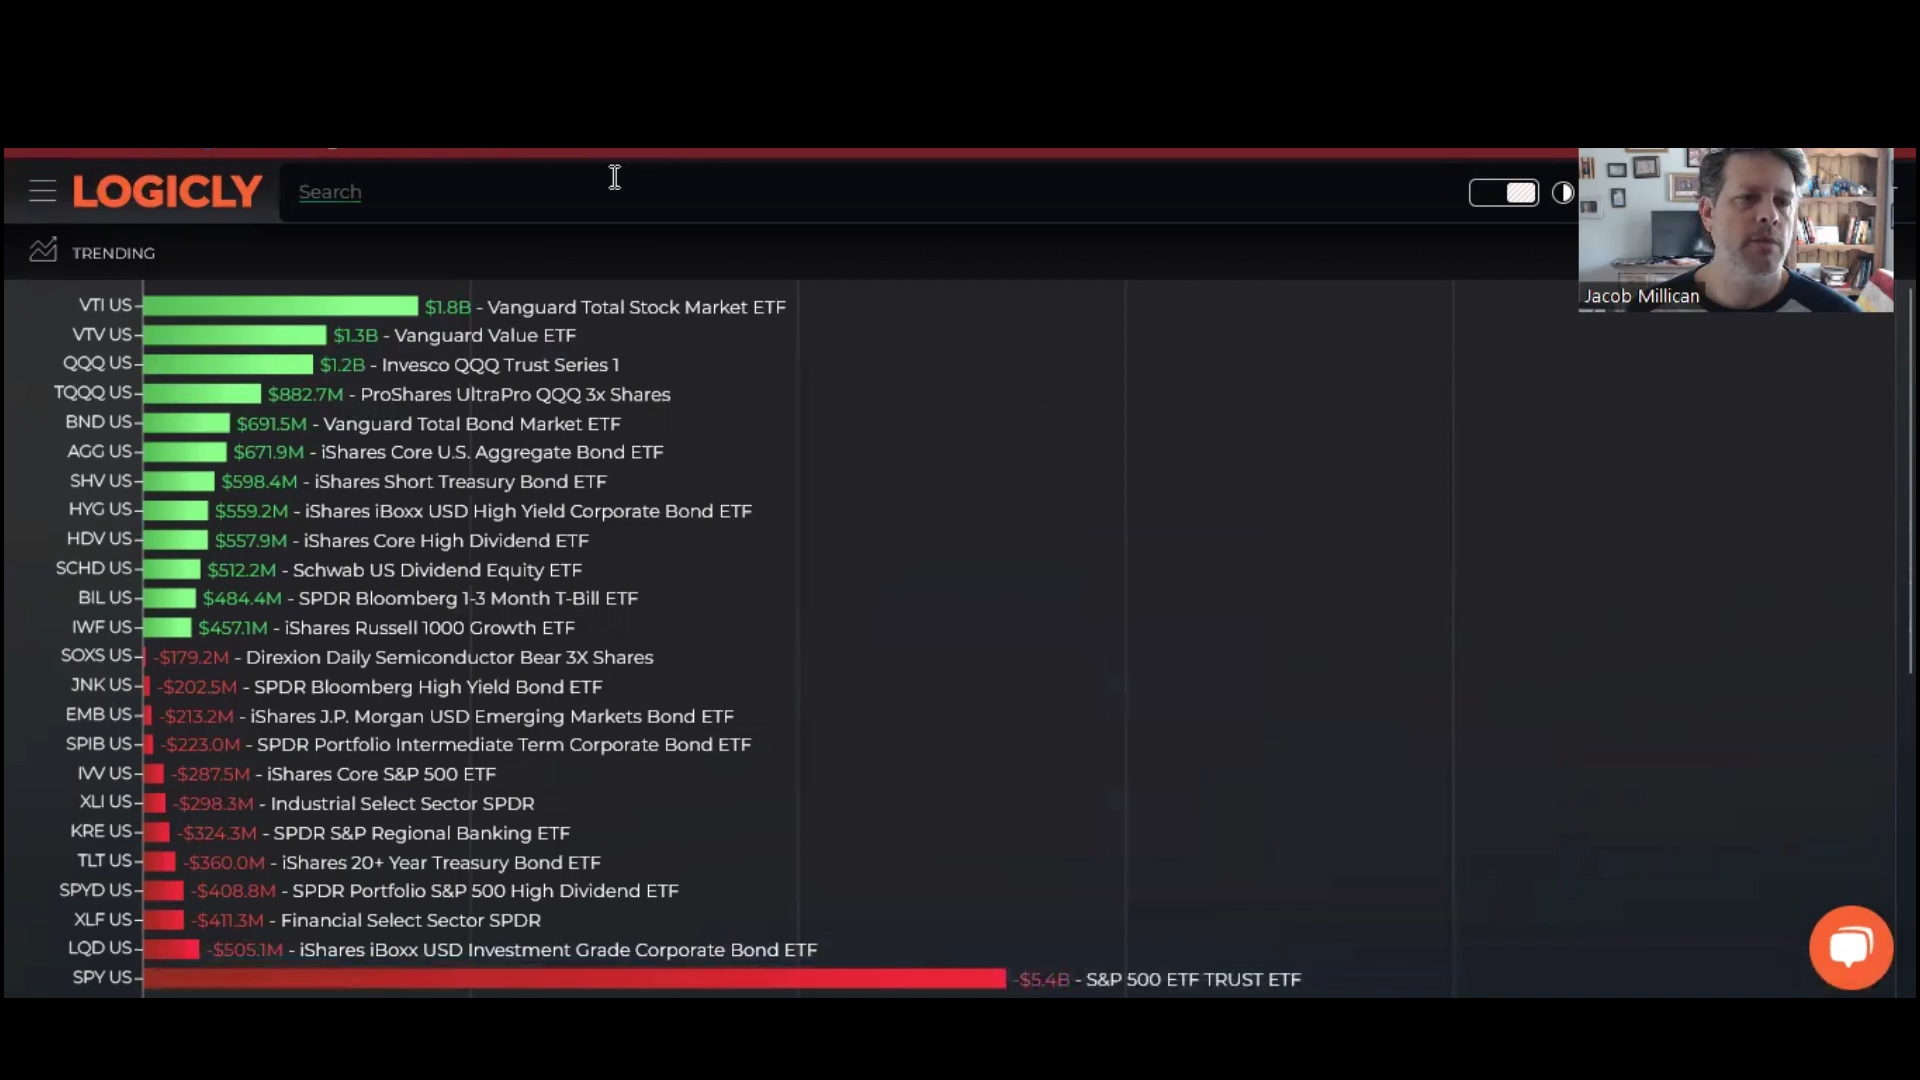 LOGICLY
Search
TRENDING
Jacob Millican
VTI US $1.8B - Vanguard Total Stock Market ETF
VTV US $1.3B - Vanguard Value ETF
QQQ US $1.2B - Invesco QQQ Trust Series 1
TQQQ US $882.7M - ProShares UltraPro QQQ 3x Shares
BND US $691.5M - Vanguard Total Bond Market ETF
AGG US $671.9M - iShares Core U.S. Aggregate Bond ETF
SHV US $598.4M - iShares Short Treasury Bond ETF
HYG US $559.2M - iShares iBoxx USD High Yield Corporate Bond ETF
HDV US $557.9M - iShares Core High Dividend ETF
SCHD US $512.2M - Schwab US Dividend Equity ETF
BIL US $484.4M - SPDR Bloomberg 1-3 Month T-Bill ETF
IWF US $457.1M - iShares Russell 1000 Growth ETF
SOXS US -$179.2M - Direxion Daily Semiconductor Bear 3X Shares
JNK US -$202.5M - SPDR Bloomberg High Yield Bond ETF
EMB US -$213.2M - iShares J.P. Morgan USD Emerging Markets Bond ETF
SPIB US -$223.0M - SPDR Portfolio Intermediate Term Corporate Bond ETF
IVV US -$287.5M - iShares Core S&P 500 ETF
XLI US -$298.3M - Industrial Select Sector SPDR
KRE US -$324.3M - SPDR S&P Regional Banking ETF
TLT US -$360.0M - iShares 20+ Year Treasury Bond ETF
SPYD US -$408.8M - SPDR Portfolio S&P 500 High Dividend ETF
XLF US -$411.3M - Financial Select Sector SPDR
LQD US -$505.1M - iShares iBoxx USD Investment Grade Corporate Bond ETF
SPY US -$5.4B - S&P 500 ETF TRUST ETF